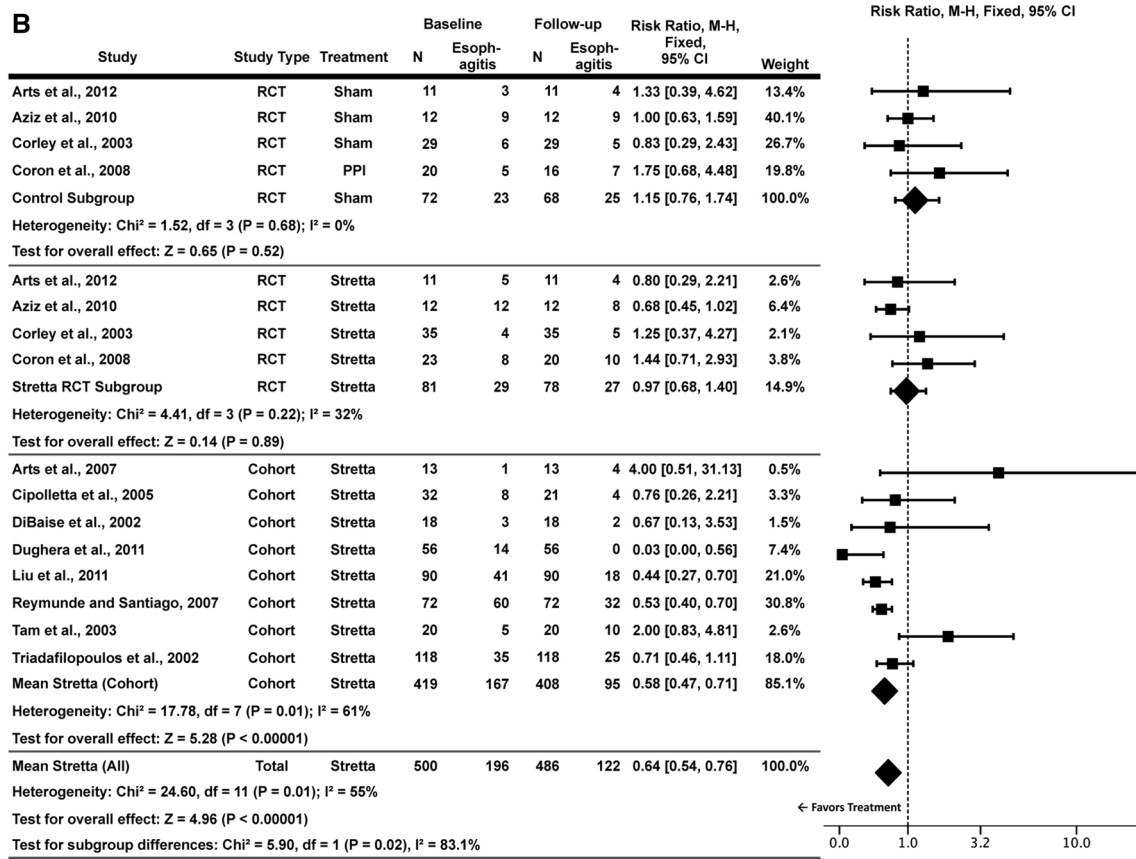 B
Risk Ratio, M-H, Fixed, 95% CI
Baseline Follow-up Risk Ratio, M-H, Fixed, 95% CI
Study Study Type Treatment N Esoph-agitis N Esoph-agitis Weight
Arts et al., 2012 RCT Sham 11 3 11 4 1.33 [0.39, 4.62] 13.4%
Aziz et al., 2010 RCT Sham 12 9 12 9 1.00 [0.63, 1.59] 40.1%
Corley et al., 2003 RCT Sham 29 6 29 5 0.83 [0.29, 2.43] 26.7%
Coron et al., 2008 RCT PPI 20 5 16 7 1.75 [0.68, 4.48] 19.8%
Control Subgroup RCT Sham 72 23 68 25 1.15 [0.76, 1.74] 100.0%
Heterogeneity: Chi² = 1.52, df = 3 (P = 0.68); I² = 0%
Test for overall effect: Z = 0.65 (P = 0.52)
Arts et al., 2012 RCT Stretta 11 5 11 4 0.80 [0.29, 2.21] 2.6%
Aziz et al., 2010 RCT Stretta 12 12 12 8 0.68 [0.45, 1.02] 6.4%
Corley et al., 2003 RCT Stretta 35 4 35 5 1.25 [0.37, 4.27] 2.1%
Coron et al., 2008 RCT Stretta 23 8 20 10 1.44 [0.71, 2.93] 3.8%
Stretta RCT Subgroup RCT Stretta 81 29 78 27 0.97 [0.68, 1.40] 14.9%
Heterogeneity: Chi² = 4.41, df = 3 (P = 0.22); I² = 32%
Test for overall effect: Z = 0.14 (P = 0.89)
Arts et al., 2007 Cohort Stretta 13 1 13 4 4.00 [0.51, 31.13] 0.5%
Cipolletta et al., 2005 Cohort Stretta 32 8 21 4 0.76 [0.26, 2.21] 3.3%
DiBaise et al., 2002 Cohort Stretta 18 3 18 2 0.67 [0.13, 3.53] 1.5%
Dughera et al., 2011 Cohort Stretta 56 14 56 0 0.03 [0.00, 0.56] 7.4%
Liu et al., 2011 Cohort Stretta 90 41 90 18 0.44 [0.27, 0.70] 21.0%
Reymunde and Santiago, 2007 Cohort Stretta 72 60 72 32 0.53 [0.40, 0.70] 30.8%
Tam et al., 2003 Cohort Stretta 20 5 20 10 2.00 [0.83, 4.81] 2.6%
Triadafilopoulos et al., 2002 Cohort Stretta 118 35 118 25 0.71 [0.46, 1.11] 18.0%
Mean Stretta (Cohort) Cohort Stretta 419 167 408 95 0.58 [0.47, 0.71] 85.1%
Heterogeneity: Chi² = 17.78, df = 7 (P = 0.01); I² = 61%
Test for overall effect: Z = 5.28 (P < 0.00001)
Mean Stretta (All) Total Stretta 500 196 486 122 0.64 [0.54, 0.76] 100.0%
Heterogeneity: Chi² = 24.60, df = 11 (P = 0.01); I² = 55%
Test for overall effect: Z = 4.96 (P < 0.00001)
Test for subgroup differences: Chi² = 5.90, df = 1 (P = 0.02), I² = 83.1%
← Favors Treatment
0.0 1.0 3.2 10.0